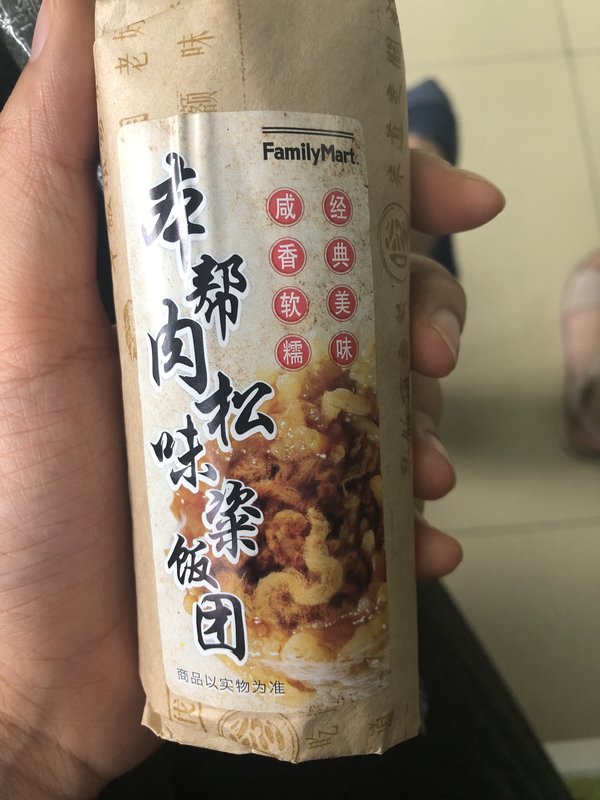 FamilyMart
经典美味
咸香软糯
本帮肉松味粢饭团
商品以实物为准